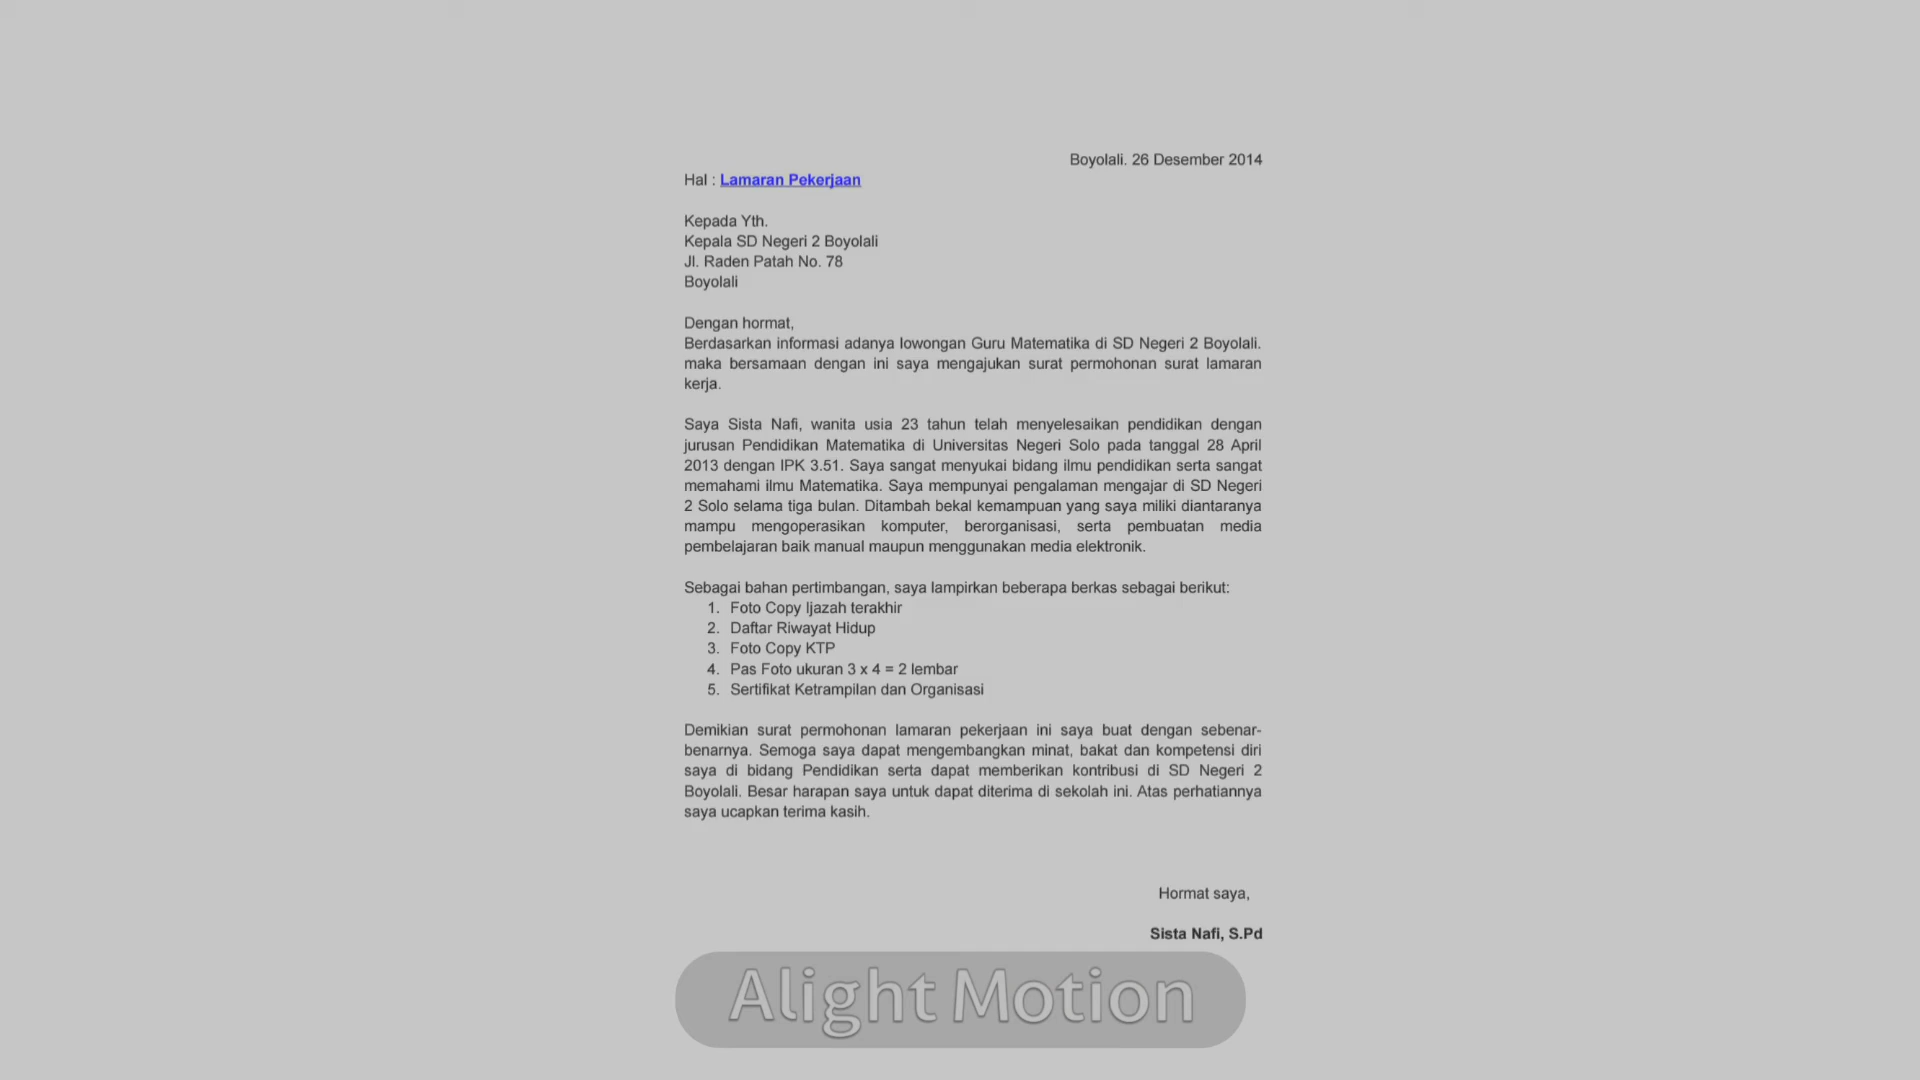 Boyolali. 26 Desember 2014
Hal : Lamaran Pekerjaan
Kepada Yth.
Kepala SD Negeri 2 Boyolali
Jl. Raden Patah No. 78
Boyolali
Dengan hormat,
Berdasarkan informasi adanya lowongan Guru Matematika di SD Negeri 2 Boyolali.
maka bersamaan dengan ini saya mengajukan surat permohonan surat lamaran
kerja.
Saya Sista Nafi, wanita usia 23 tahun telah menyelesaikan pendidikan dengan
jurusan Pendidikan Matematika di Universitas Negeri Solo pada tanggal 28 April
2013 dengan IPK 3.51. Saya sangat menyukai bidang ilmu pendidikan serta sangat
memahami ilmu Matematika. Saya mempunyai pengalaman mengajar di SD Negeri
2 Solo selama tiga bulan. Ditambah bekal kemampuan yang saya miliki diantaranya
mampu mengoperasikan komputer, berorganisasi, serta pembuatan media
pembelajaran baik manual maupun menggunakan media elektronik.
Sebagai bahan pertimbangan, saya lampirkan beberapa berkas sebagai berikut:
1. Foto Copy Ijazah terakhir
2. Daftar Riwayat Hidup
3. Foto Copy KTP
4. Pas Foto ukuran 3 x 4 = 2 lembar
5. Sertifikat Ketrampilan dan Organisasi
Demikian surat permohonan lamaran pekerjaan ini saya buat dengan sebenar-
benarnya. Semoga saya dapat mengembangkan minat, bakat dan kompetensi diri
saya di bidang Pendidikan serta dapat memberikan kontribusi di SD Negeri 2
Boyolali. Besar harapan saya untuk dapat diterima di sekolah ini. Atas perhatiannya
saya ucapkan terima kasih.
Hormat saya,
Sista Nafi, S.Pd
Alight Motion